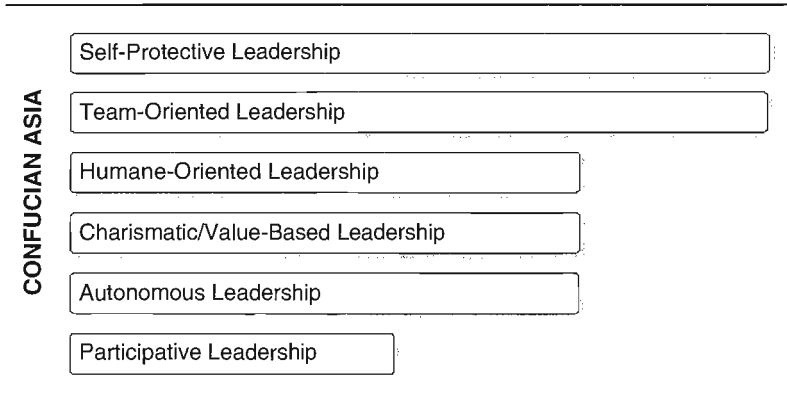 CONFUCIAN ASIA
Self-Protective Leadership
Team-Oriented Leadership
Humane-Oriented Leadership
Charismatic/Value-Based Leadership
Autonomous Leadership
Participative Leadership